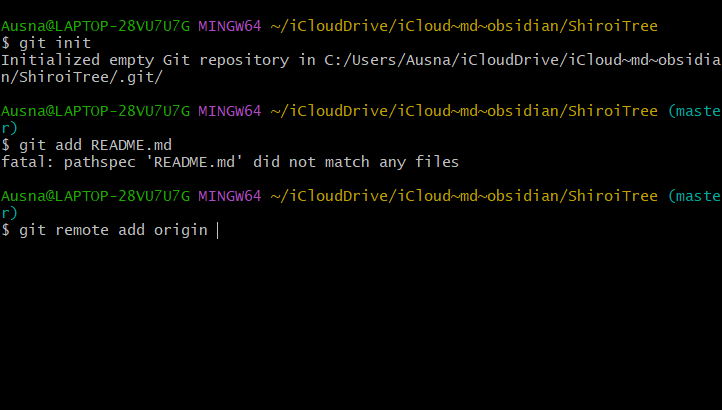 Ausna@LAPTOP-28VU7U7G MINGW64 ~/iCloudDrive/iCloud~md~obsidian/ShiroiTree
$ git init
Initialized empty Git repository in C:/Users/Ausna/iCloudDrive/iCloud~md~obsidia
n/ShiroiTree/.git/
Ausna@LAPTOP-28VU7U7G MINGW64 ~/iCloudDrive/iCloud~md~obsidian/ShiroiTree (maste
r)
$ git add README.md
fatal: pathspec 'README.md' did not match any files
Ausna@LAPTOP-28VU7U7G MINGW64 ~/iCloudDrive/iCloud~md~obsidian/ShiroiTree (maste
r)
$ git remote add origin